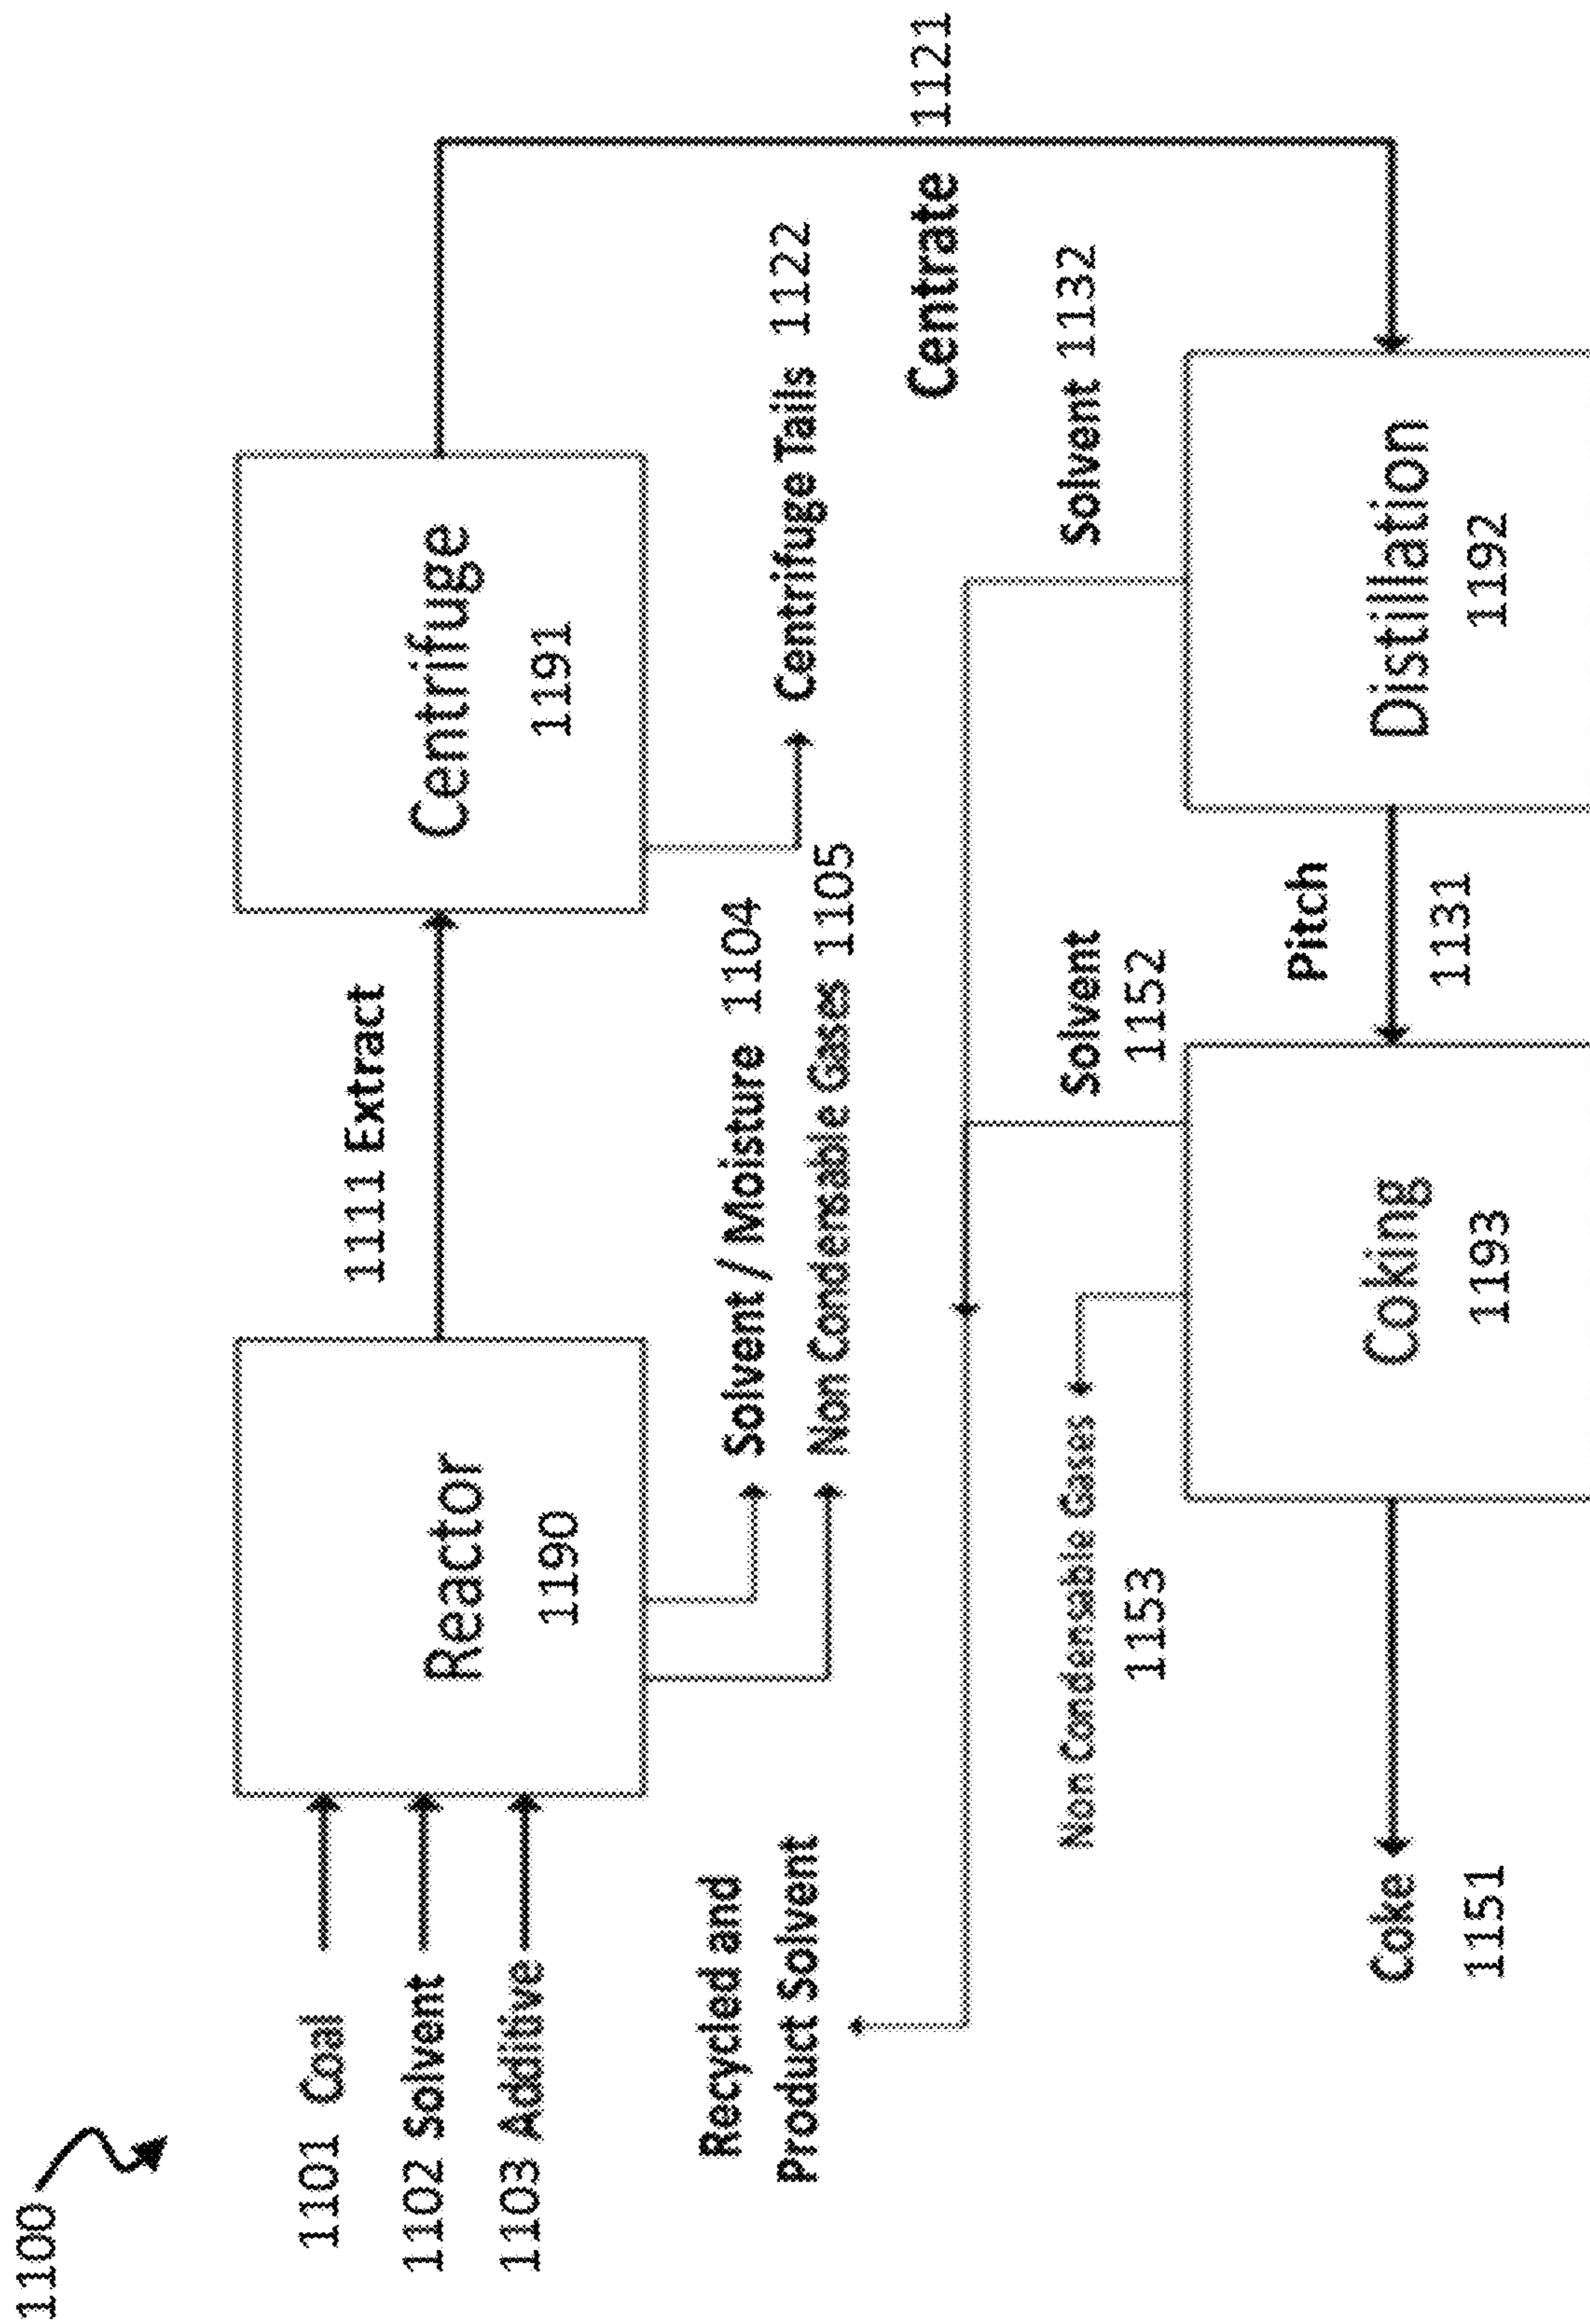 1100
1101 Coal
1102 Solvent
1103 Additive
Reactor
1190
1111 Extract
Centrifuge
1191
Solvent / Moisture 1104
Non Condensable Gases 1105
Centrifuge Tails 1122
Centrate 1121
Recycled and
Product Solvent
Solvent 1132
Solvent
1152
Non Condensable Gases
1153
Distillation
1192
Pitch
1131
Coking
1193
Coke
1151